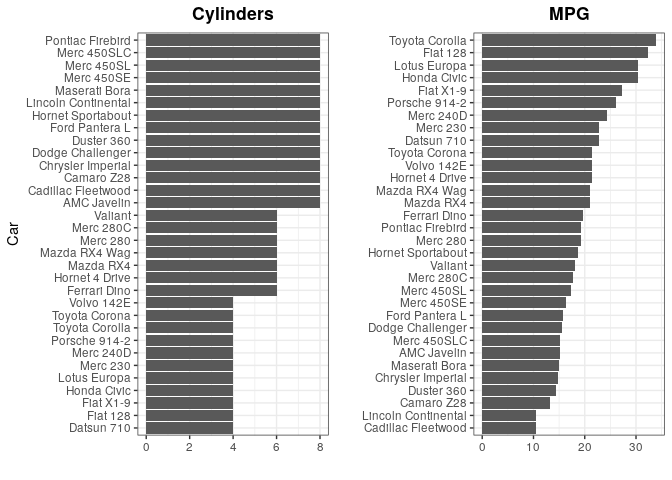 Cylinders
Car
Pontiac Firebird
Merc 450SLC
Merc 450SL
Merc 450SE
Maserati Bora
Lincoln Continental
Hornet Sportabout
Ford Pantera L
Duster 360
Dodge Challenger
Chrysler Imperial
Camaro Z28
Cadillac Fleetwood
AMC Javelin
Valiant
Merc 280C
Merc 280
Mazda RX4 Wag
Mazda RX4
Hornet 4 Drive
Ferrari Dino
Volvo 142E
Toyota Corona
Toyota Corolla
Porsche 914-2
Merc 240D
Merc 230
Lotus Europa
Honda Civic
Fiat X1-9
Fiat 128
Datsun 710
0 2 4 6 8
MPG
Toyota Corolla
Fiat 128
Lotus Europa
Honda Civic
Fiat X1-9
Porsche 914-2
Merc 240D
Merc 230
Datsun 710
Toyota Corona
Volvo 142E
Hornet 4 Drive
Mazda RX4 Wag
Mazda RX4
Ferrari Dino
Pontiac Firebird
Merc 280
Hornet Sportabout
Valiant
Merc 280C
Merc 450SL
Merc 450SE
Ford Pantera L
Dodge Challenger
Merc 450SLC
AMC Javelin
Maserati Bora
Chrysler Imperial
Duster 360
Camaro Z28
Lincoln Continental
Cadillac Fleetwood
0 10 20 30